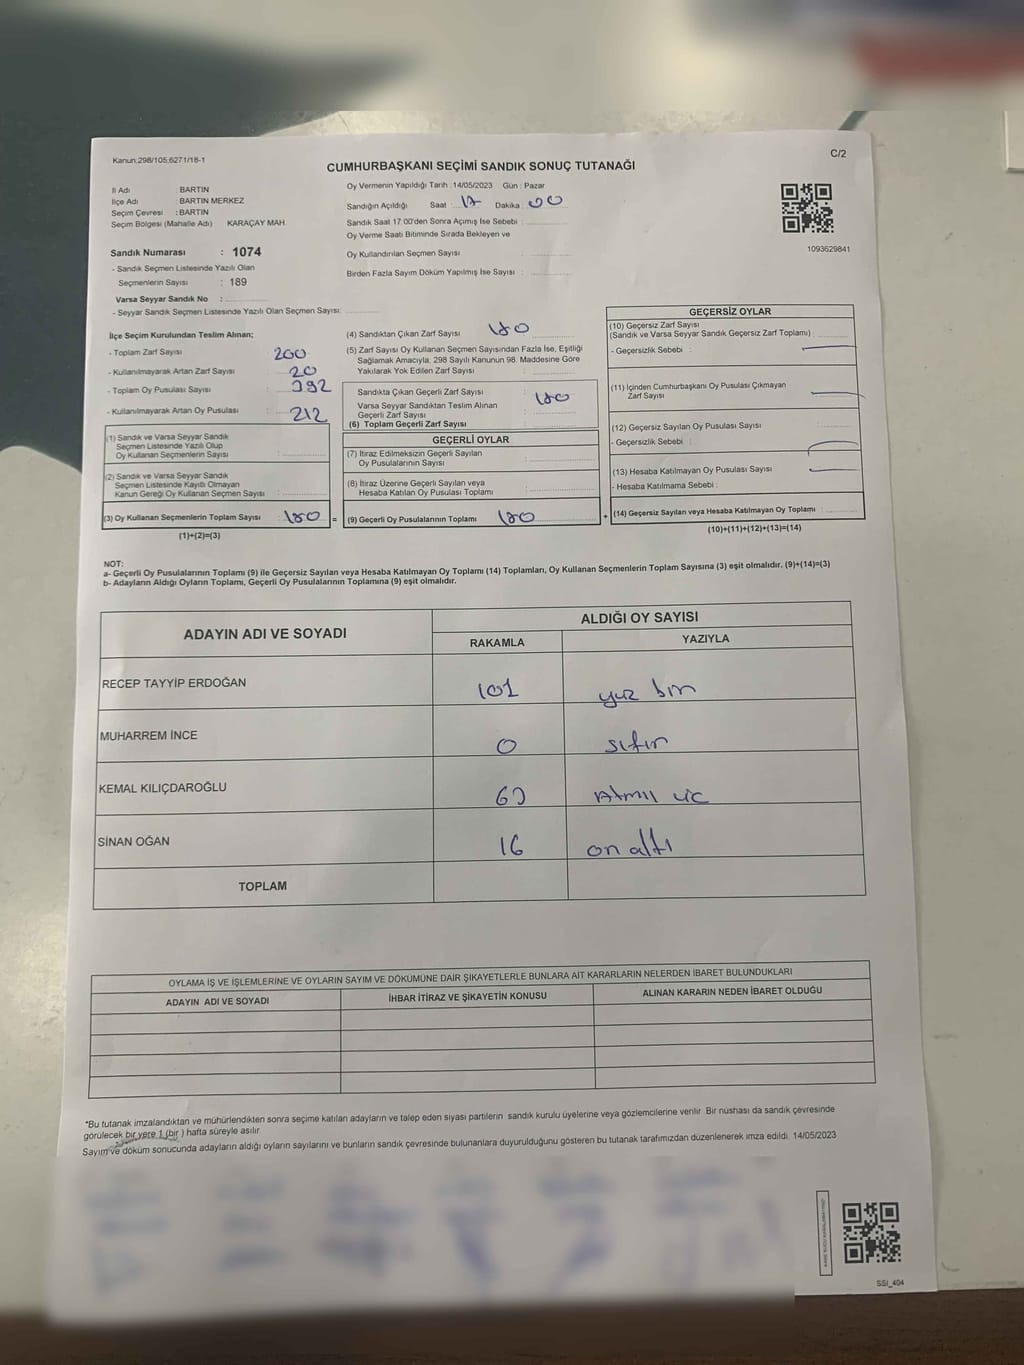 Kanun:298/105;6271/18-1
C/2
CUMHURBAŞKANI SEÇİMİ SANDIK SONUÇ TUTANAĞI
İl Adı : BARTIN
İlçe Adı : BARTIN MERKEZ
Seçim Çevresi : BARTIN
Seçim Bölgesi (Mahalle Adı) KARAÇAY MAH.
Sandık Numarası : 1074
- Sandık Seçmen Listesinde Yazılı Olan
Seçmenlerin Sayısı : 189
Varsa Seyyar Sandık No :
- Seyyar Sandık Seçmen Listesinde Yazılı Olan Seçmen Sayısı:
Oy Vermenin Yapıldığı Tarih : 14/05/2023 Gün : Pazar
Sandığın Açıldığı Saat : 17 Dakika : 00
Sandık Saat 17.00'den Sonra Açımış İse Sebebi :
Oy Verme Saati Bitiminde Sırada Bekleyen ve
Oy Kullandırılan Seçmen Sayısı :
Birden Fazla Sayım Döküm Yapılmış İse Sayısı :
1093629841
İlçe Seçim Kurulundan Teslim Alınan;
- Toplam Zarf Sayısı : 200
- Kullanılmayarak Artan Zarf Sayısı : 20
- Toplam Oy Pusulası Sayısı : 392
- Kullanılmayarak Artan Oy Pusulası : 212
(1) Sandık ve Varsa Seyyar Sandık
Seçmen Listesinde Yazılı Olup
Oy Kullanan Seçmenlerin Sayısı :
(2) Sandık ve Varsa Seyyar Sandık
Seçmen Listesinde Kayıtlı Olmayan
Kanun Gereği Oy Kullanan Seçmen Sayısı :
(3) Oy Kullanan Seçmenlerin Toplam Sayısı : 180 =
(1)+(2)=(3)
(4) Sandıktan Çıkan Zarf Sayısı : 180
(5) Zarf Sayısı Oy Kullanan Seçmen Sayısından Fazla İse, Eşitliği
Sağlamak Amacıyla, 298 Sayılı Kanunun 98. Maddesine Göre
Yakılarak Yok Edilen Zarf Sayısı :
Sandıkta Çıkan Geçerli Zarf Sayısı : 180
Varsa Seyyar Sandıktan Teslim Alınan
Geçerli Zarf Sayısı :
(6) Toplam Geçerli Zarf Sayısı :
GEÇERLİ OYLAR
(7) İtiraz Edilmeksizin Geçerli Sayılan
Oy Pusulalarının Sayısı :
(8) İtiraz Üzerine Geçerli Sayılan veya
Hesaba Katılan Oy Pusulası Toplamı :
(9) Geçerli Oy Pusulalarının Toplamı : 180 +
GEÇERSİZ OYLAR
(10) Geçersiz Zarf Sayısı
(Sandık ve Varsa Seyyar Sandık Geçersiz Zarf Toplamı) :
- Geçersizlik Sebebi :
(11) İçinden Cumhurbaşkanı Oy Pusulası Çıkmayan
Zarf Sayısı
(12) Geçersiz Sayılan Oy Pusulası Sayısı :
- Geçersizlik Sebebi :
(13) Hesaba Katılmayan Oy Pusulası Sayısı :
- Hesaba Katılmama Sebebi :
(14) Geçersiz Sayılan veya Hesaba Katılmayan Oy Toplamı :
(10)+(11)+(12)+(13)=(14)
NOT:
a- Geçerli Oy Pusulalarının Toplamı (9) ile Geçersiz Sayılan veya Hesaba Katılmayan Oy Toplamı (14) Toplamları, Oy Kullanan Seçmenlerin Toplam Sayısına (3) eşit olmalıdır. (9)+(14)=(3)
b- Adayların Aldığı Oyların Toplamı, Geçerli Oy Pusulalarının Toplamına (9) eşit olmalıdır.
ADAYIN ADI VE SOYADI
ALDIĞI OY SAYISI
RAKAMLA YAZIYLA
RECEP TAYYİP ERDOĞAN 101 yuz bır
MUHARREM İNCE 0 sıfır
KEMAL KILIÇDAROĞLU 63 Atmıl üc
SİNAN OĞAN 16 on altı
TOPLAM
OYLAMA İŞ VE İŞLEMLERİNE VE OYLARIN SAYIM VE DÖKÜMÜNE DAİR ŞİKAYETLERLE BUNLARA AİT KARARLARIN NELERDEN İBARET BULUNDUKLARI
ADAYIN ADI VE SOYADI İHBAR İTİRAZ VE ŞİKAYETİN KONUSU ALINAN KARARIN NEDEN İBARET OLDUĞU
*Bu tutanak imzalandıktan ve mühürlendikten sonra seçime katılan adayların ve talep eden siyasi partilerin sandık kurulu üyelerine veya gözlemcilerine verilir. Bir nüshası da sandık çevresinde
görülecek bir yere 1 (bir ) hafta süreyle asılır.
Sayım ve döküm sonucunda adayların aldığı oyların sayılarını ve bunların sandık çevresinde bulunanlara duyurulduğunu gösteren bu tutanak tarafımızdan düzenlenerek imza edildi. 14/05/2023
SSI_404